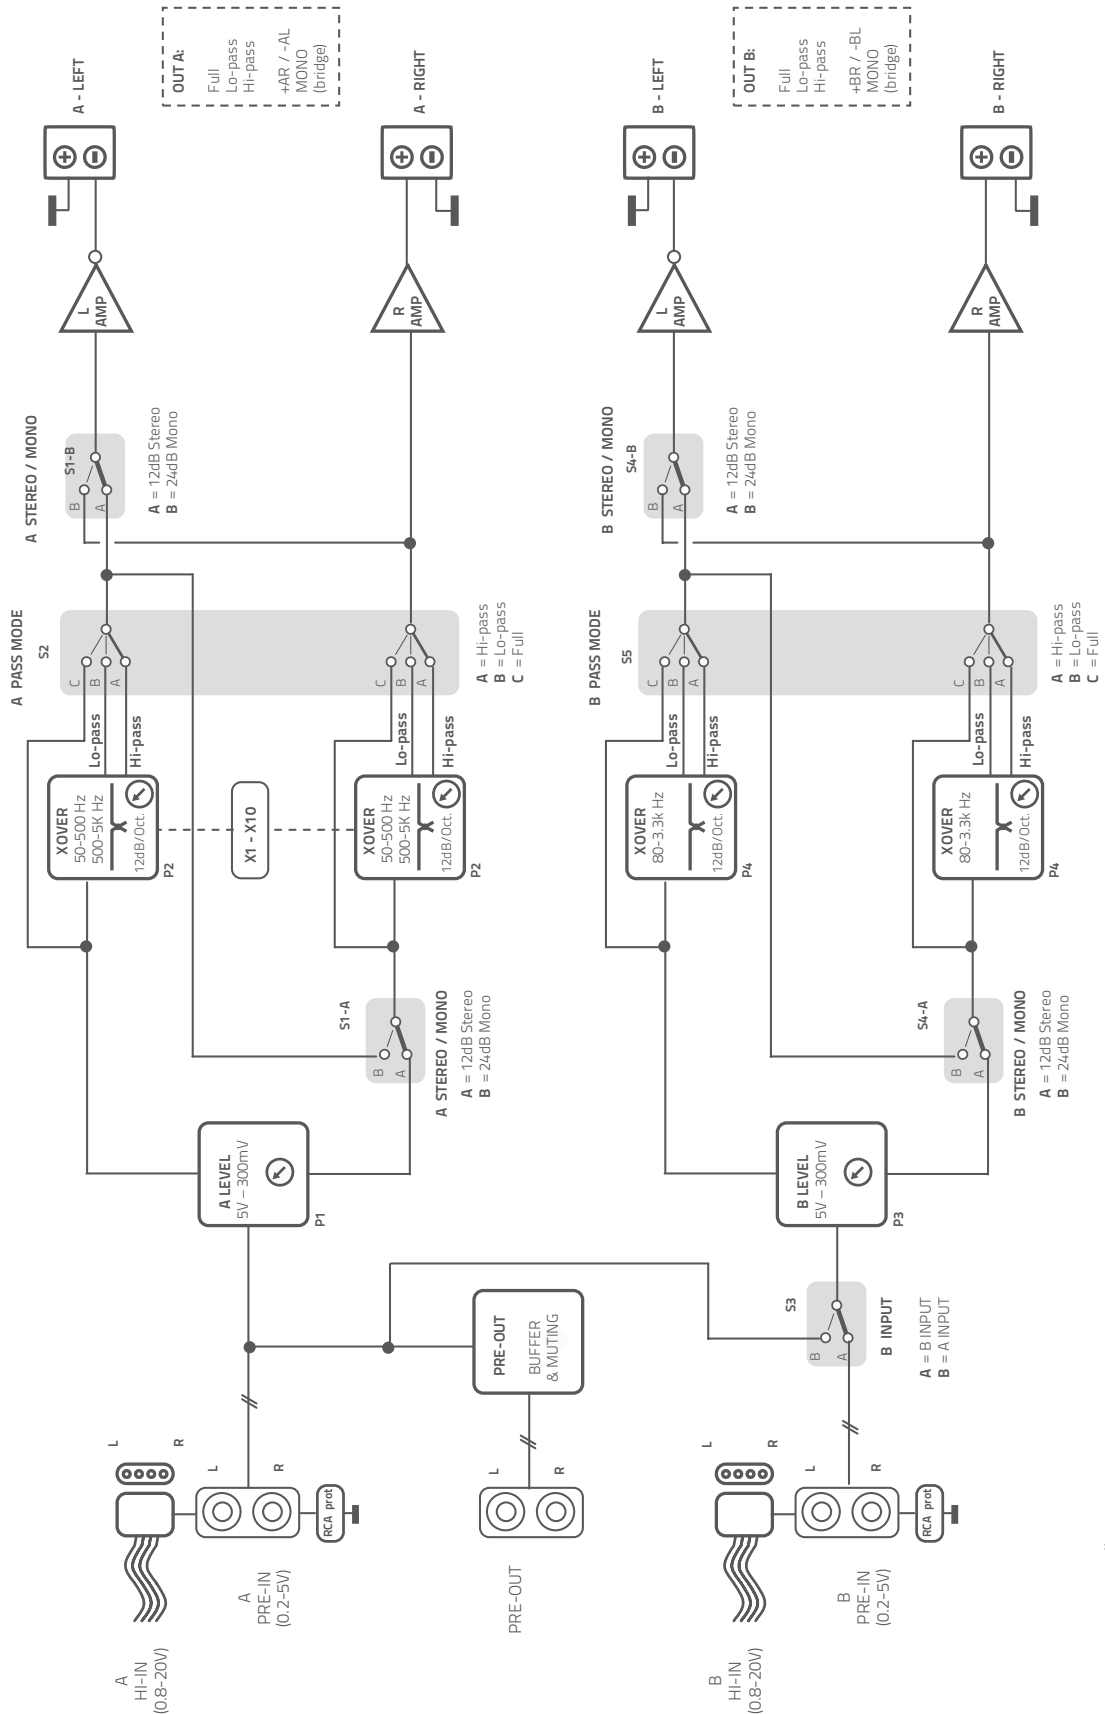 A
HI-IN
(0.8-20V)
L
R
A
PRE-IN
(0.2-5V)
L
R
RCA prot
PRE-OUT
L
R
PRE-OUT
BUFFER
& MUTING
B
HI-IN
(0.8-20V)
L
R
B
PRE-IN
(0.2-5V)
L
R
RCA prot
S3
B
A
B INPUT
A = B INPUT
B = A INPUT
A LEVEL
5V – 300mV
P1
B LEVEL
5V – 300mV
P3
S1-A
B
A
A STEREO / MONO
A = 12dB Stereo
B = 24dB Mono
S4-A
B
A
B STEREO / MONO
A = 12dB Stereo
B = 24dB Mono
XOVER
50-500 Hz
500-5K Hz
12dB/Oct.
P2
X1 - X10
XOVER
50-500 Hz
500-5K Hz
12dB/Oct.
P2
XOVER
80-3.3k Hz
12dB/Oct.
P4
XOVER
80-3.3k Hz
12dB/Oct.
P4
Lo-pass
Hi-pass
Lo-pass
Hi-pass
Lo-pass
Hi-pass
Lo-pass
Hi-pass
A PASS MODE
S2
C
B
A
C
B
A
A = Hi-pass
B = Lo-pass
C = Full
B PASS MODE
S5
C
B
A
C
B
A
A = Hi-pass
B = Lo-pass
C = Full
A STEREO / MONO
S1-B
B
A
A = 12dB Stereo
B = 24dB Mono
B STEREO / MONO
S4-B
B
A
A = 12dB Stereo
B = 24dB Mono
L
AMP
R
AMP
L
AMP
R
AMP
A - LEFT
OUT A:
Full
Lo-pass
Hi-pass
+AR / -AL
MONO
(bridge)
A - RIGHT
B - LEFT
OUT B:
Full
Lo-pass
Hi-pass
+BR / -BL
MONO
(bridge)
B - RIGHT